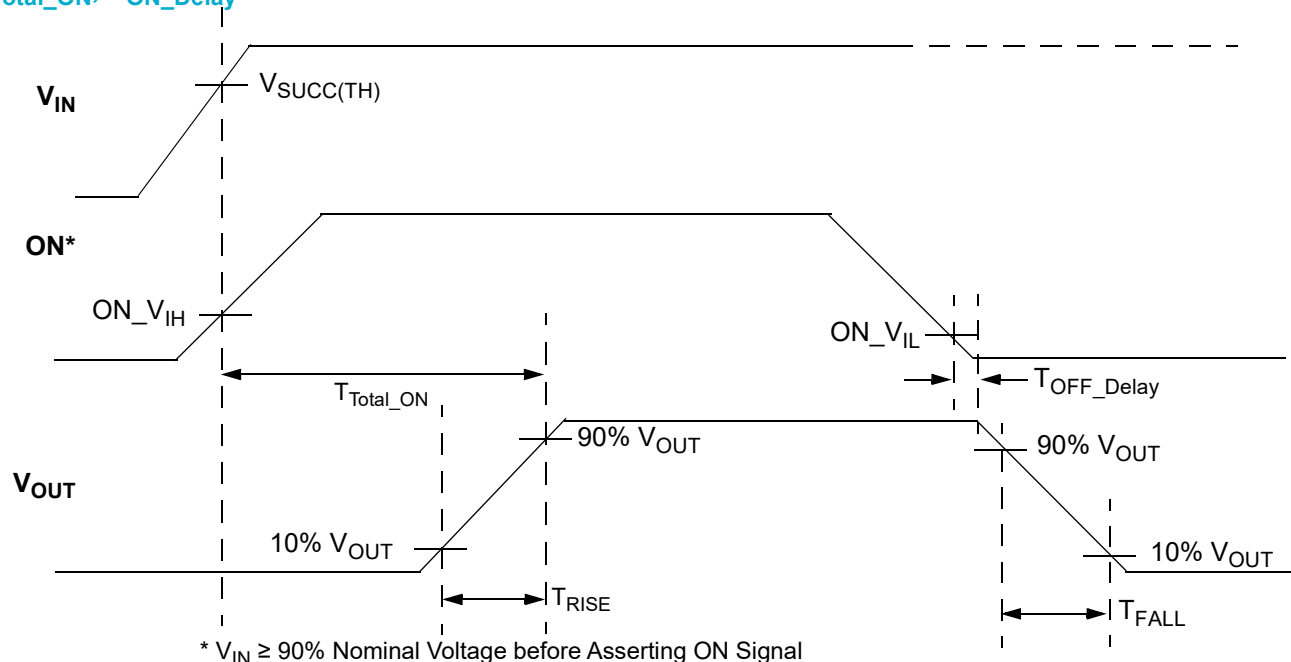 ON_Delay
VIN
VSUCC(TH)
ON*
ON_VIH
ON_VIL
TTotal_ON
TOFF_Delay
90% VOUT
90% VOUT
VOUT
10% VOUT
10% VOUT
TRISE
TFALL
* VIN ≥ 90% Nominal Voltage before Asserting ON Signal